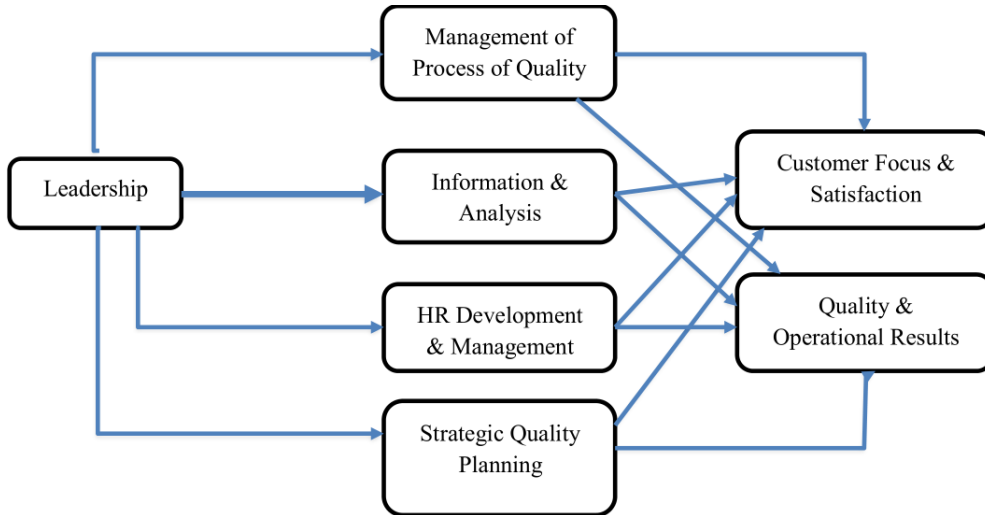 Management of
Process of Quality
Leadership
Information &
Analysis
Customer Focus &
Satisfaction
HR Development
& Management
Quality &
Operational Results
Strategic Quality
Planning